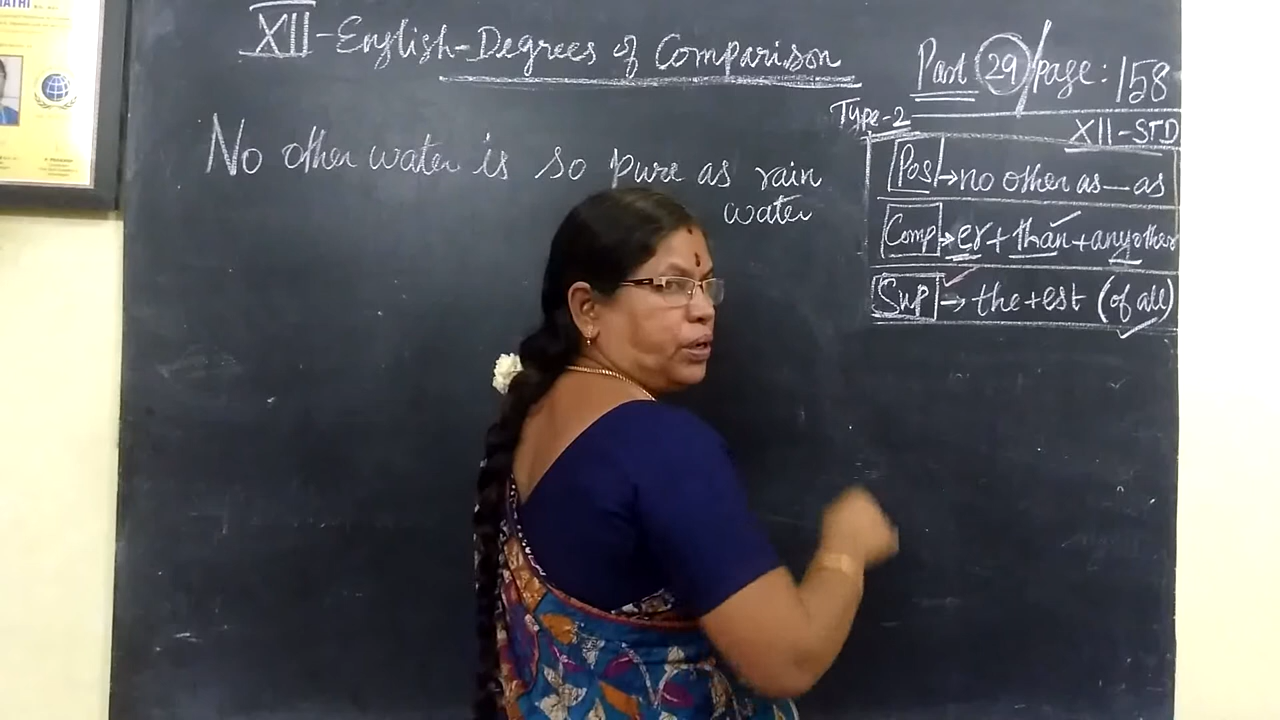 XII-English-Degrees of Comparison
Part 29 page: 158
Type-2
XII-STD
No other water is so pure as rain
water
Pos → no other as — as
Comp → er + than + any other
Sup → the + est (of all)